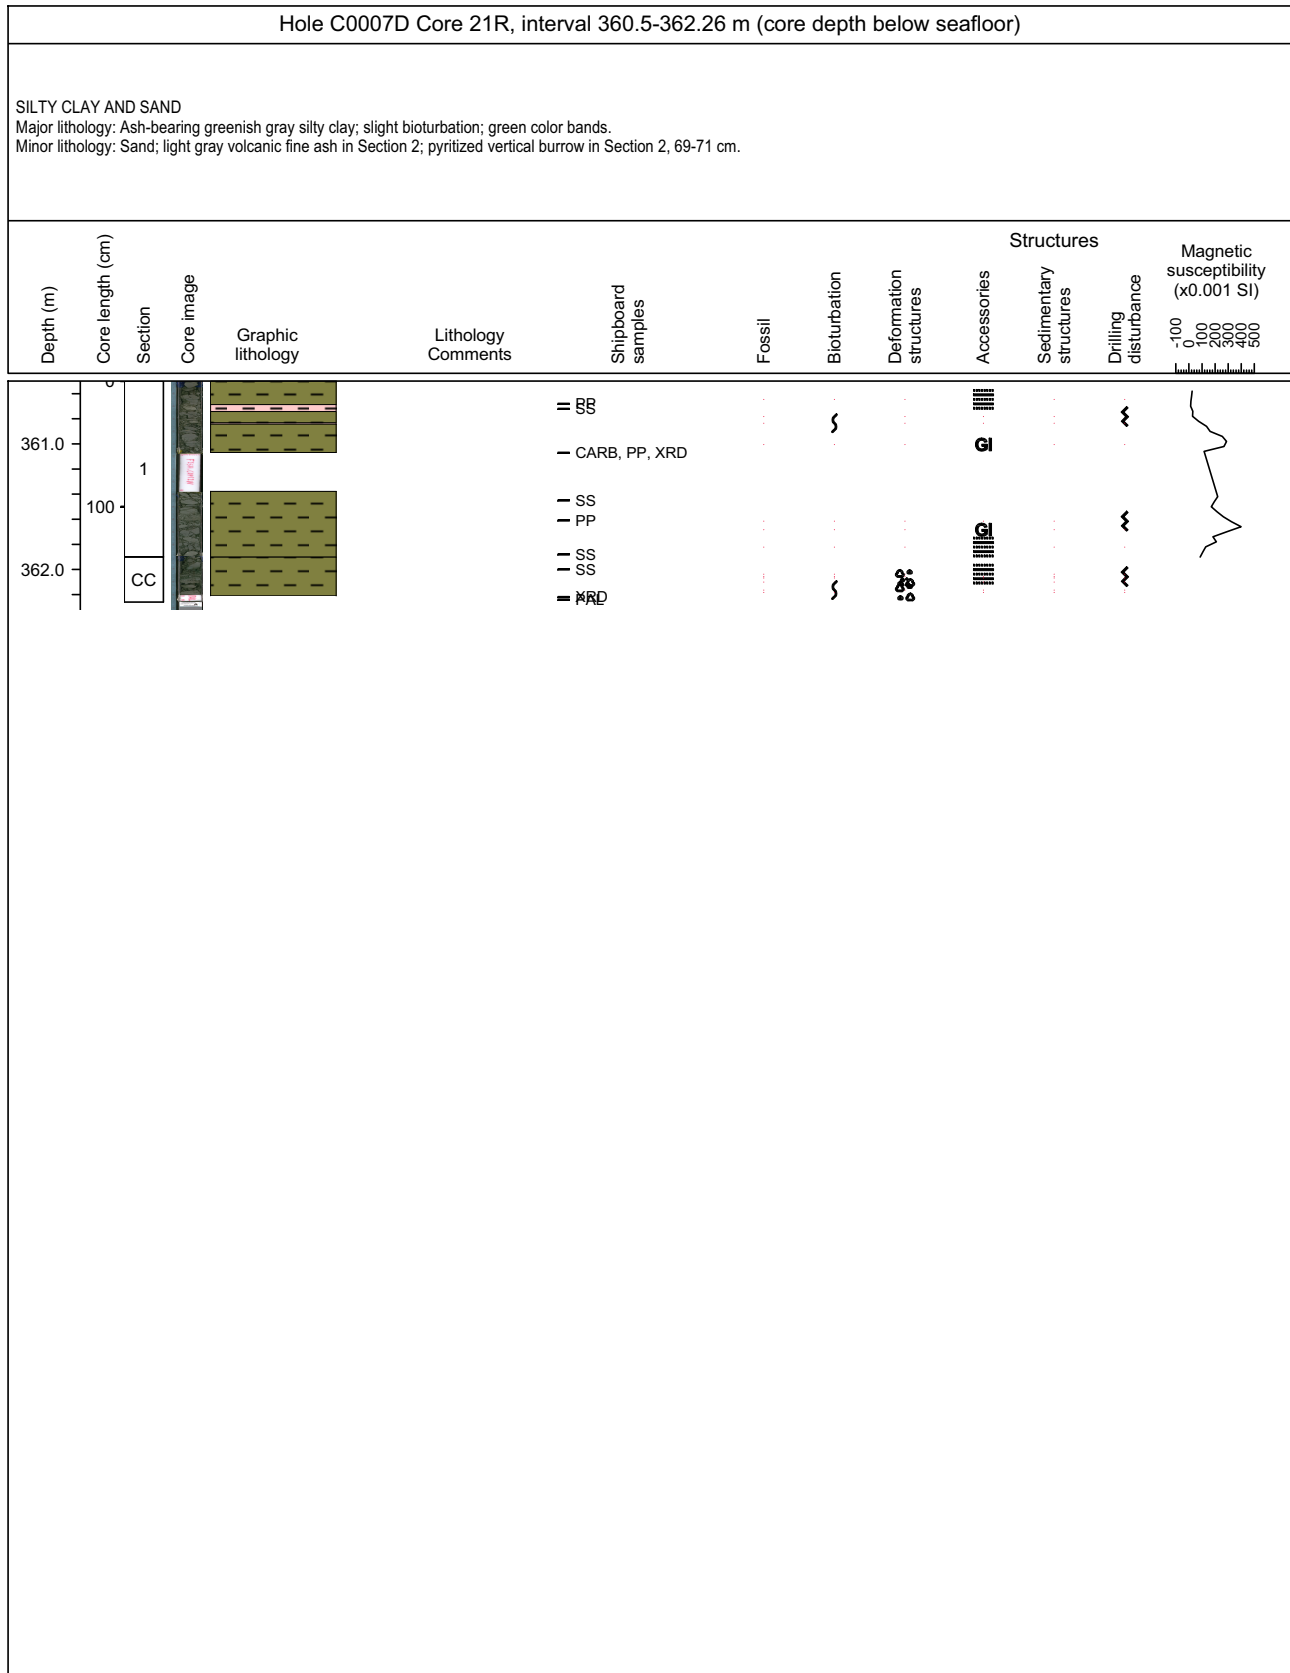 Hole C0007D Core 21R, interval 360.5-362.26 m (core depth below seafloor)
SILTY CLAY AND SAND
Major lithology: Ash-bearing greenish gray silty clay; slight bioturbation; green color bands.
Minor lithology: Sand; light gray volcanic fine ash in Section 2; pyritized vertical burrow in Section 2, 69-71 cm.
Structures
Depth (m)
Core length (cm)
Section
Core image
Graphic
lithology
Lithology
Comments
Shipboard
samples
Fossil
Bioturbation
Deformation
structures
Accessories
Sedimentary
structures
Drilling
disturbance
Magnetic
susceptibility
(x0.001 SI)
-100
0
100
200
300
400
500
0
PP
SS
361.0
GI
CARB, PP, XRD
1
SS
100
PP
GI
SS
362.0
SS
CC
XRD
PAL